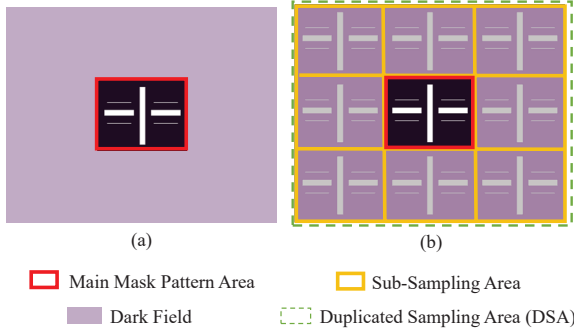 (a)
(b)
Main Mask Pattern Area
Sub-Sampling Area
Dark Field
Duplicated Sampling Area (DSA)